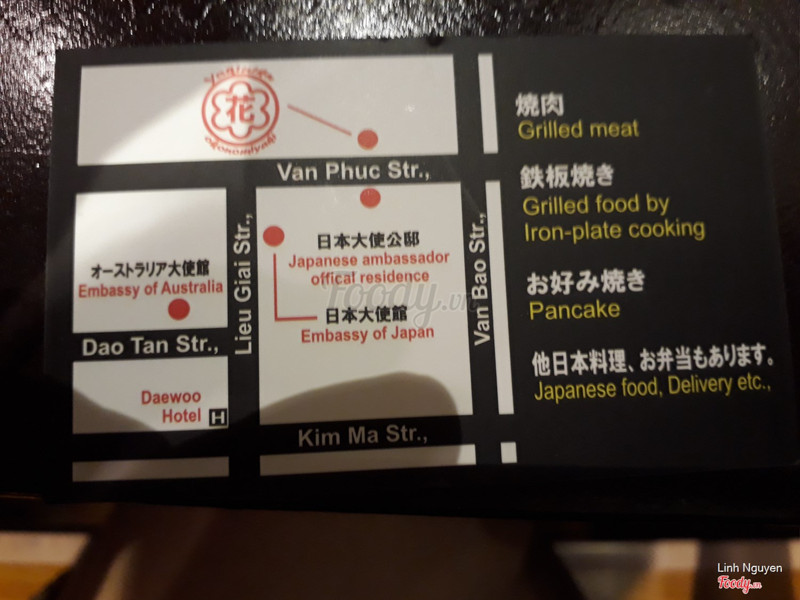 花
okonomiyaki
Van Phuc Str.,
Lieu Giai Str.,
Van Bao Str.,
オーストラリア大使館
Embassy of Australia
Dao Tan Str.,
Daewoo
Hotel H
日本大使公邸
Japanese ambassador
offical residence
日本大使館
Embassy of Japan
Kim Ma Str.,
焼肉
Grilled meat
鉄板焼き
Grilled food by
Iron-plate cooking
お好み焼き
Pancake
他日本料理、お弁当もあります。
Japanese food, Delivery etc.,
Foody.vn
Linh Nguyen
Foody.vn